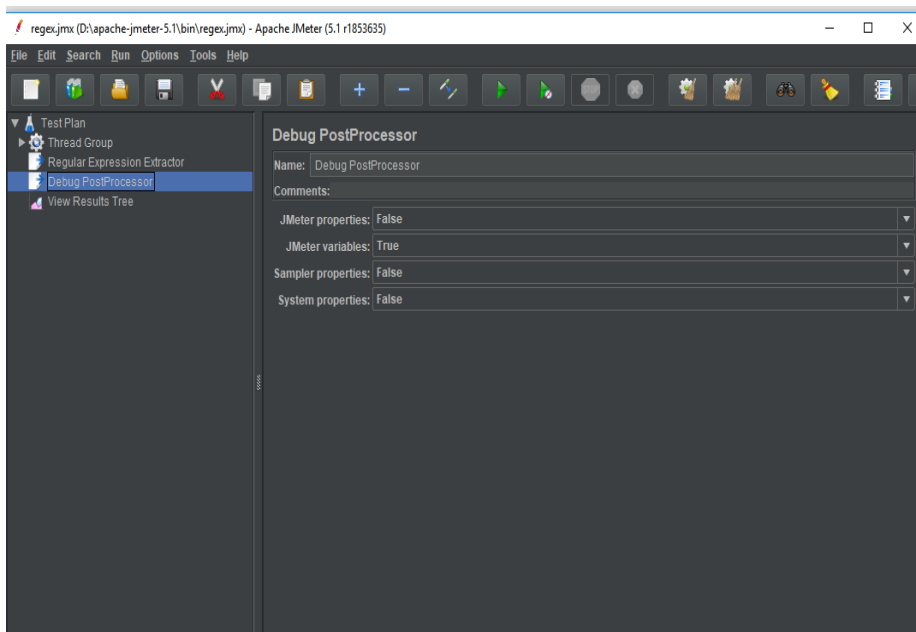 regex.jmx (D:\apache-jmeter-5.1\bin\regex.jmx) - Apache JMeter (5.1 r1853635)
File Edit Search Run Options Tools Help
Test Plan
Thread Group
Regular Expression Extractor
Debug PostProcessor
View Results Tree
Debug PostProcessor
Name: Debug PostProcessor
Comments:
JMeter properties: False
JMeter variables: True
Sampler properties: False
System properties: False